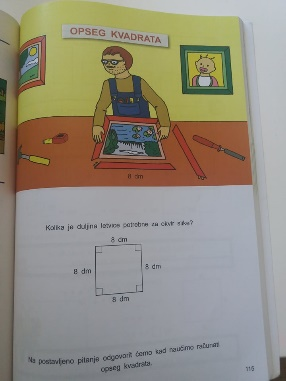 OPSEG KVADRATA
8 dm
Kolika je duljina letvice potrebne za okvir slike?
8 dm
8 dm
8 dm
8 dm
Na postavljeno pitanje odgovorit ćemo kad naučimo računati
opseg kvadrata.
115